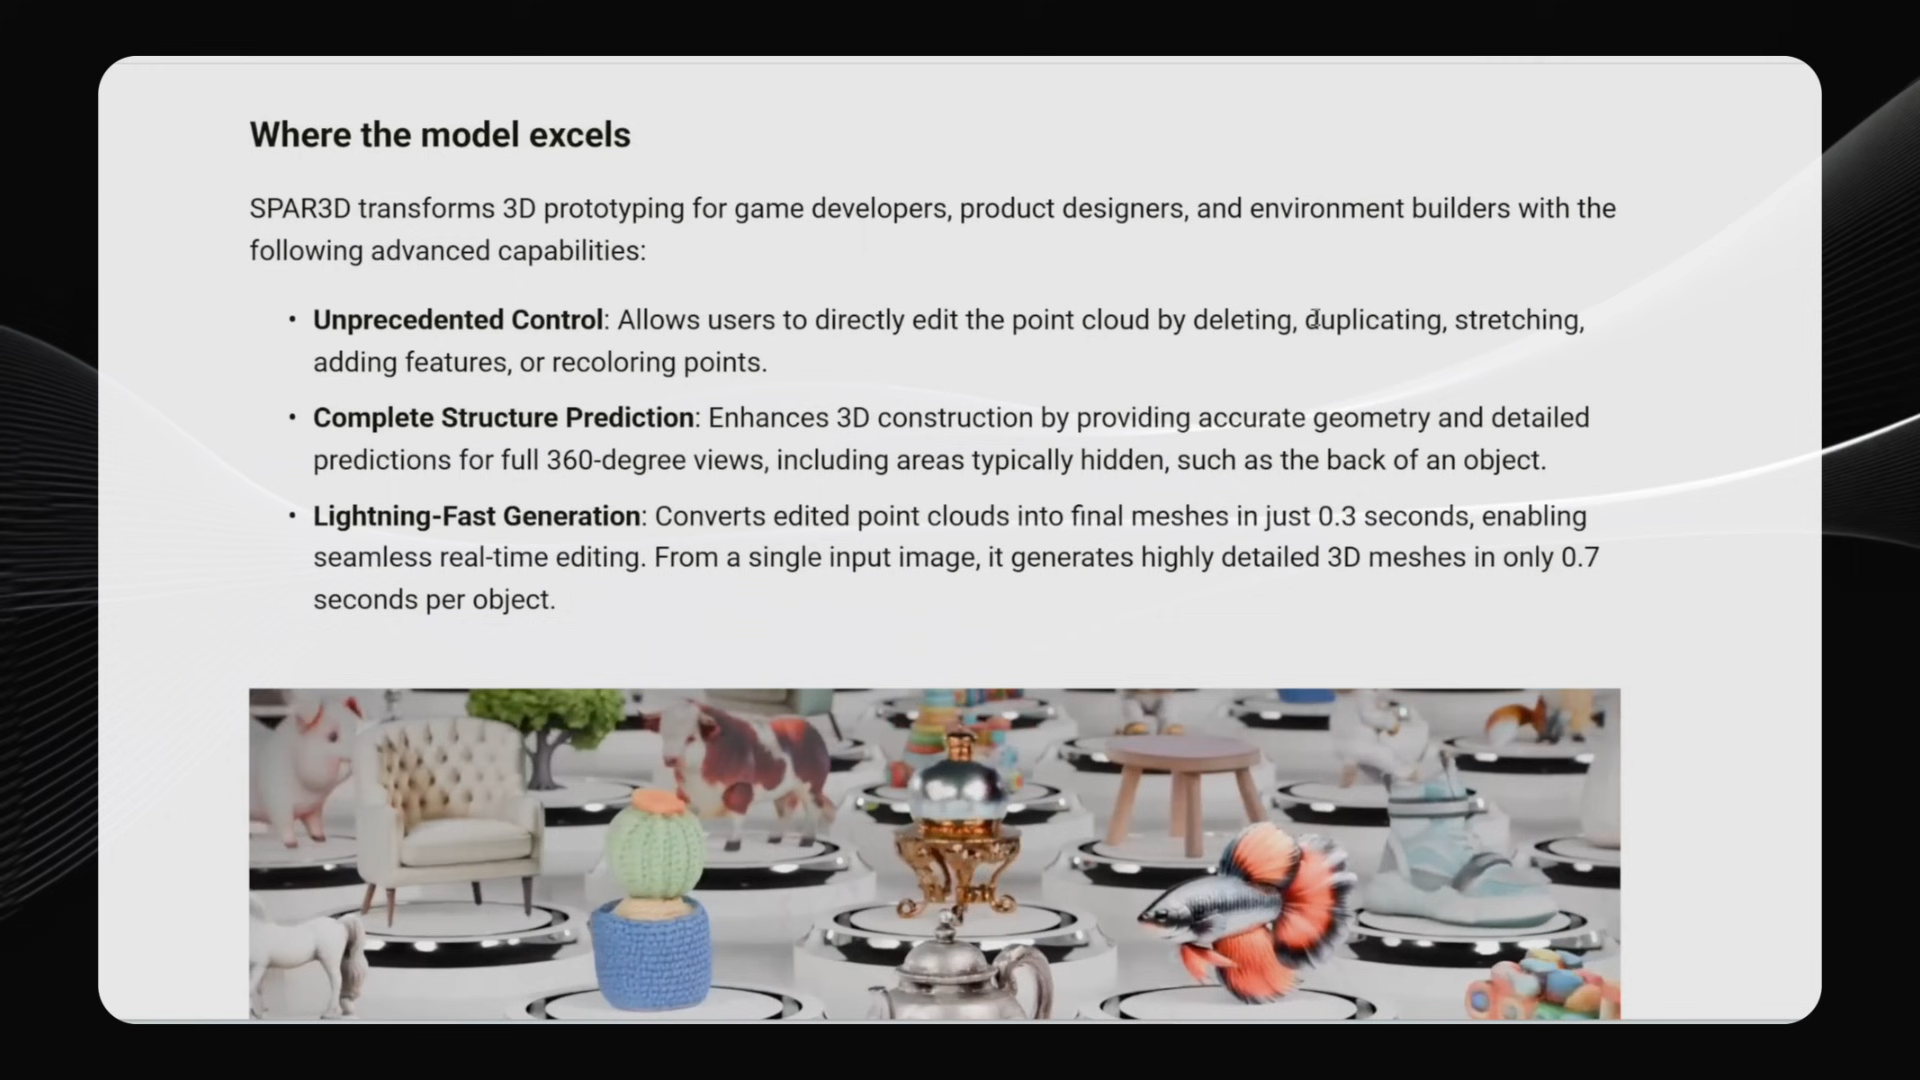 Where the model excels
SPAR3D transforms 3D prototyping for game developers, product designers, and environment builders with the
following advanced capabilities:
• Unprecedented Control: Allows users to directly edit the point cloud by deleting, duplicating, stretching,
adding features, or recoloring points.
• Complete Structure Prediction: Enhances 3D construction by providing accurate geometry and detailed
predictions for full 360-degree views, including areas typically hidden, such as the back of an object.
• Lightning-Fast Generation: Converts edited point clouds into final meshes in just 0.3 seconds, enabling
seamless real-time editing. From a single input image, it generates highly detailed 3D meshes in only 0.7
seconds per object.